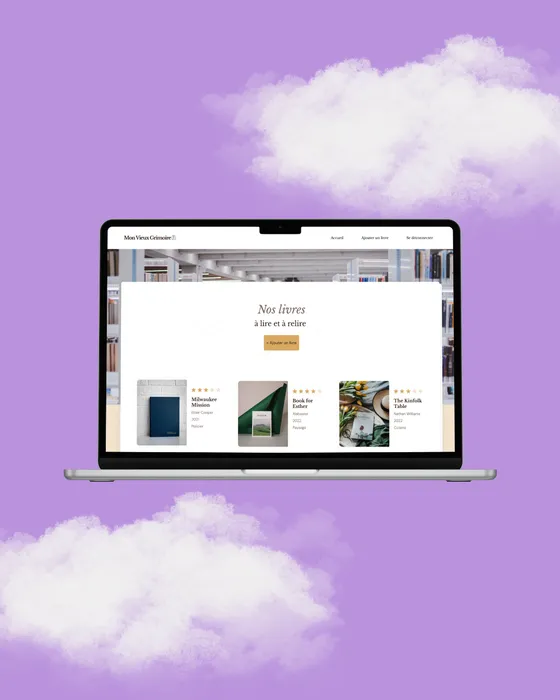 Mon Vieux Grimoire
Accueil
Ajouter un livre
Se déconnecter
Nos livres
à lire et à relire
+ Ajouter un livre
Milwaukee
Mission
Elder Cooper
2021
Policier
Book for
Esther
Alabaster
2022
Paysage
The Kinfolk
Table
Nathan Williams
2022
Cuisine